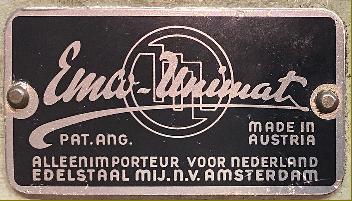 Emco-Unimat
PAT. ANG.
MADE IN
AUSTRIA
ALLEENIMPORTEUR VOOR NEDERLAND
EDELSTAAL MIJ. N.V. AMSTERDAM